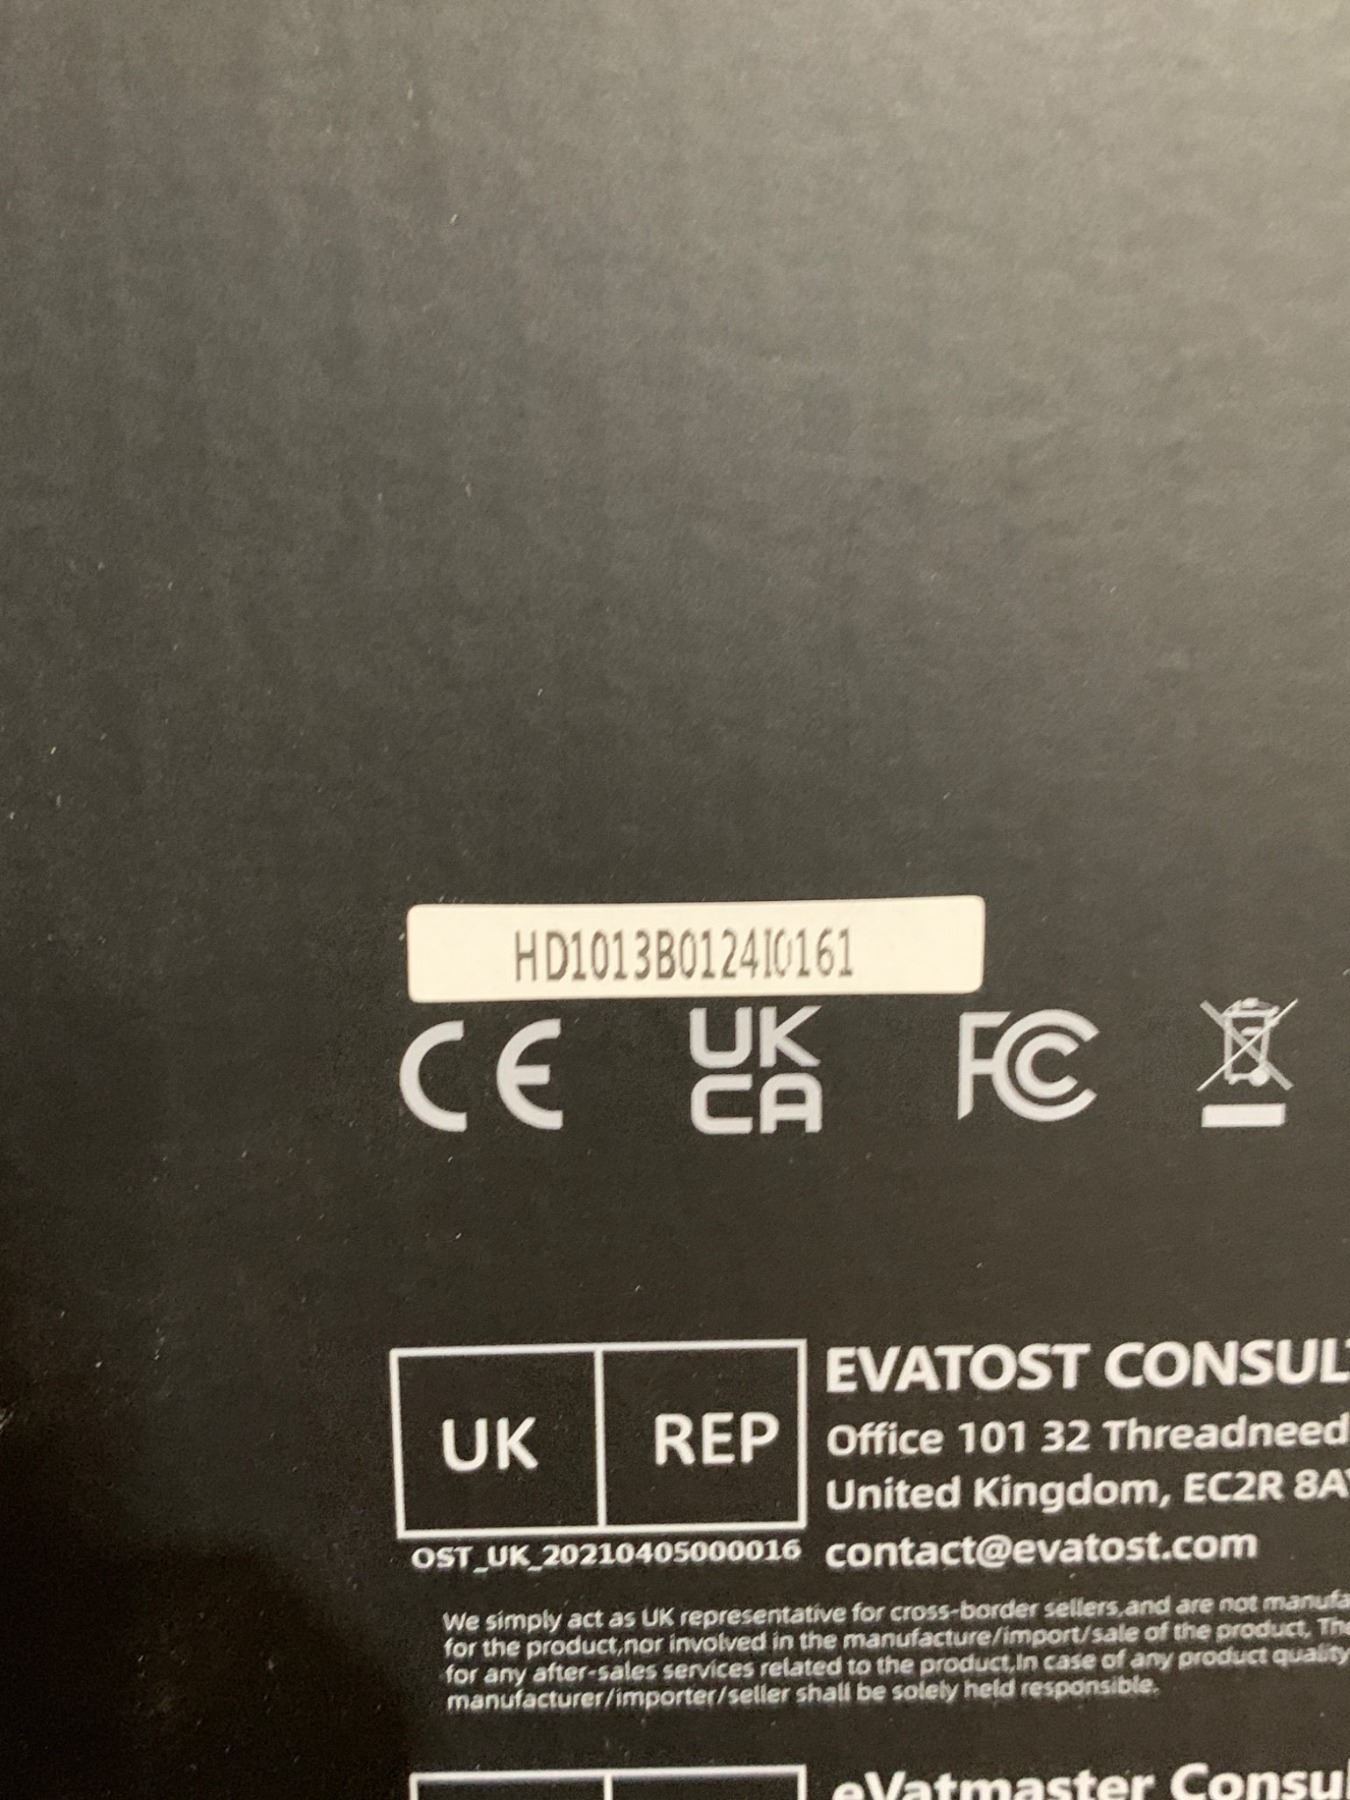 HD1013B0124I0161
CE
UK
CA
FC
UK REP
EVATOST CONSUL
Office 101 32 Threadneed
United Kingdom, EC2R 8A
contact@evatost.com
OST_UK_20210405000016
We simply act as UK representative for cross-border sellers,and are not manufa
for the product,nor involved in the manufacture/import/sale of the product, The
for any after-sales services related to the product,In case of any product quality
manufacturer/importer/seller shall be solely held responsible.
eVatmaster Consul